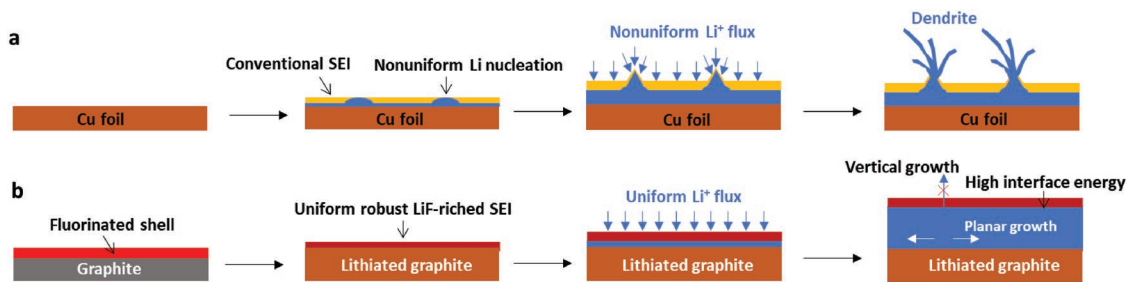 a
Conventional SEI
Nonuniform Li nucleation
Nonuniform Li⁺ flux
Dendrite
Cu foil
Cu foil
Cu foil
Cu foil
b
Fluorinated shell
Uniform robust LiF-riched SEI
Uniform Li⁺ flux
Vertical growth
High interface energy
Planar growth
Graphite
Lithiated graphite
Lithiated graphite
Lithiated graphite